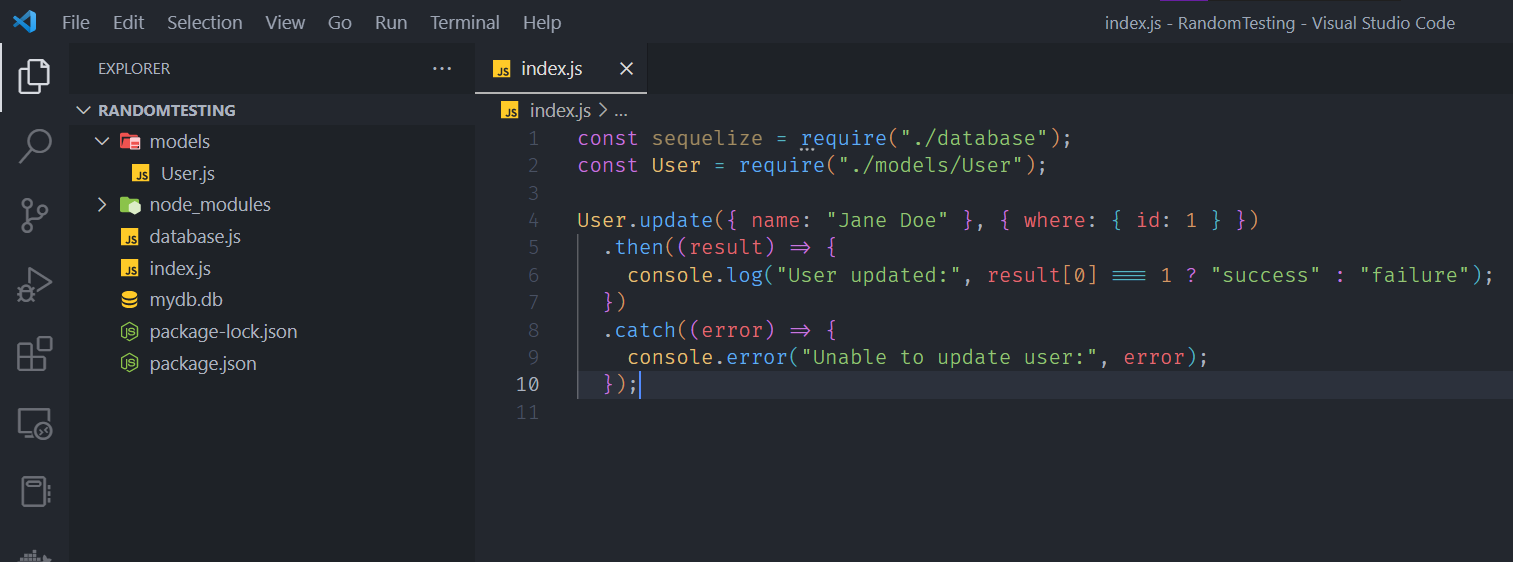 File Edit Selection View Go Run Terminal Help
index.js - RandomTesting - Visual Studio Code
EXPLORER
RANDOMTESTING
models
User.js
node_modules
database.js
index.js
mydb.db
package-lock.json
package.json
index.js
index.js > ...
1 const sequelize = require("./database");
2 const User = require("./models/User");
3
4 User.update({ name: "Jane Doe" }, { where: { id: 1 } })
5 .then((result) => {
6 console.log("User updated:", result[0] === 1 ? "success" : "failure");
7 })
8 .catch((error) => {
9 console.error("Unable to update user:", error);
10 });
11